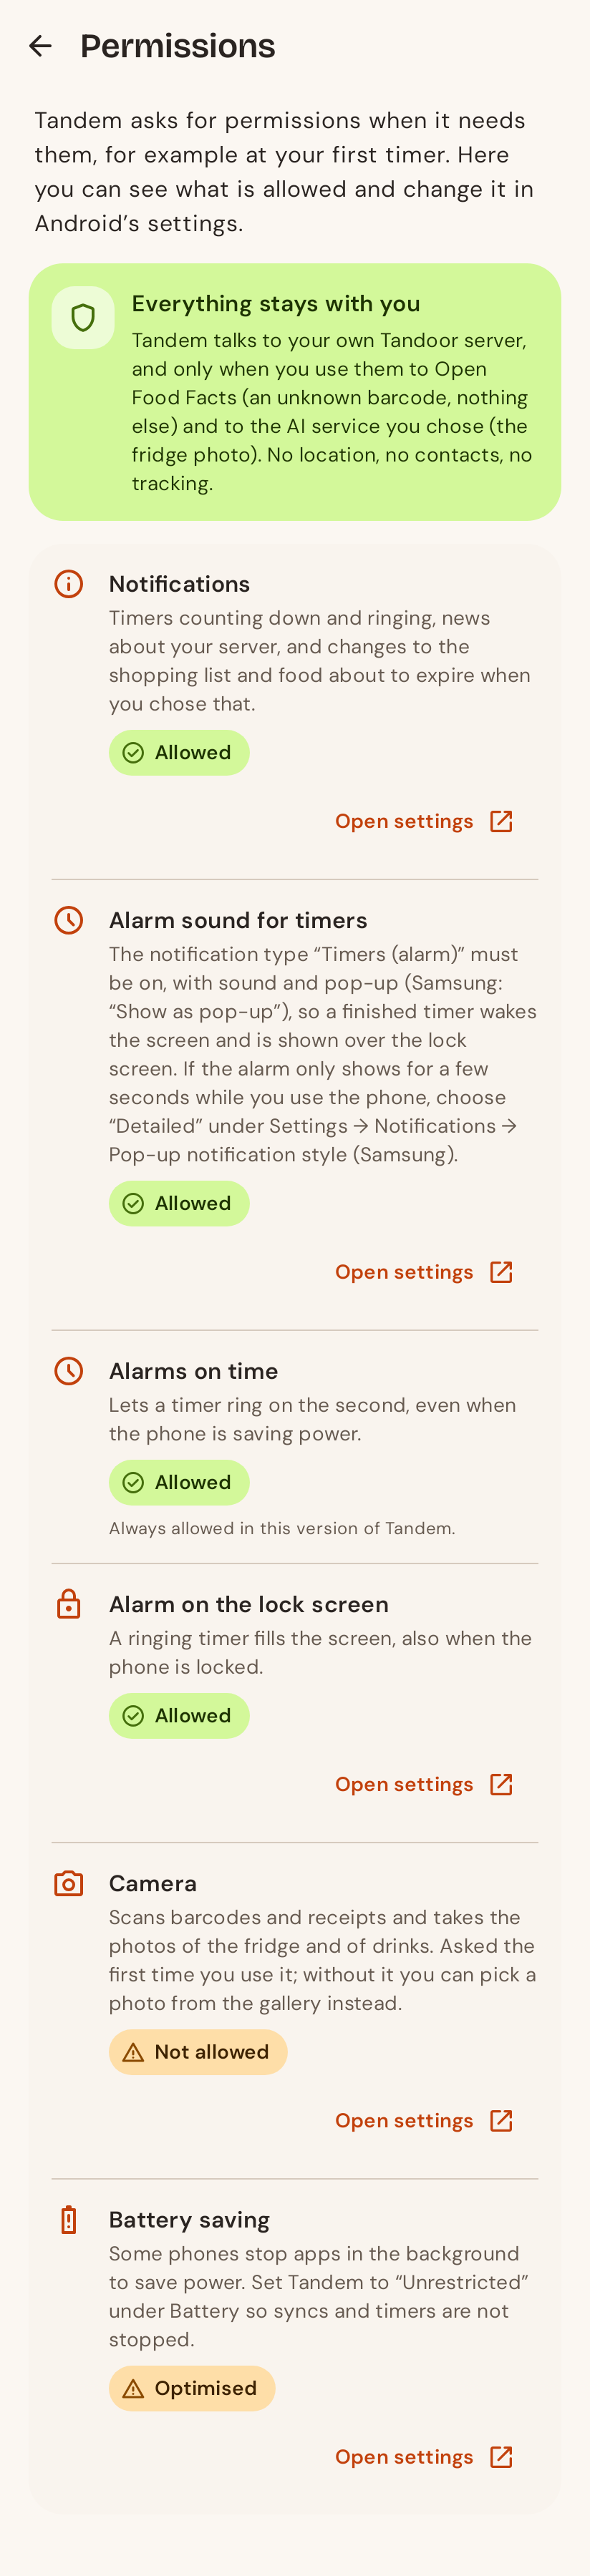 Permissions
Tandem asks for permissions when it needs
them, for example at your first timer. Here
you can see what is allowed and change it in
Android’s settings.
Everything stays with you
Tandem talks to your own Tandoor server,
and only when you use them to Open
Food Facts (an unknown barcode, nothing
else) and to the AI service you chose (the
fridge photo). No location, no contacts, no
tracking.
Notifications
Timers counting down and ringing, news
about your server, and changes to the
shopping list and food about to expire when
you chose that.
Allowed
Open settings
Alarm sound for timers
The notification type “Timers (alarm)” must
be on, with sound and pop-up (Samsung:
“Show as pop-up”), so a finished timer wakes
the screen and is shown over the lock
screen. If the alarm only shows for a few
seconds while you use the phone, choose
“Detailed” under Settings → Notifications →
Pop-up notification style (Samsung).
Allowed
Open settings
Alarms on time
Lets a timer ring on the second, even when
the phone is saving power.
Allowed
Always allowed in this version of Tandem.
Alarm on the lock screen
A ringing timer fills the screen, also when the
phone is locked.
Allowed
Open settings
Camera
Scans barcodes and receipts and takes the
photos of the fridge and of drinks. Asked the
first time you use it; without it you can pick a
photo from the gallery instead.
Not allowed
Open settings
Battery saving
Some phones stop apps in the background
to save power. Set Tandem to “Unrestricted”
under Battery so syncs and timers are not
stopped.
Optimised
Open settings